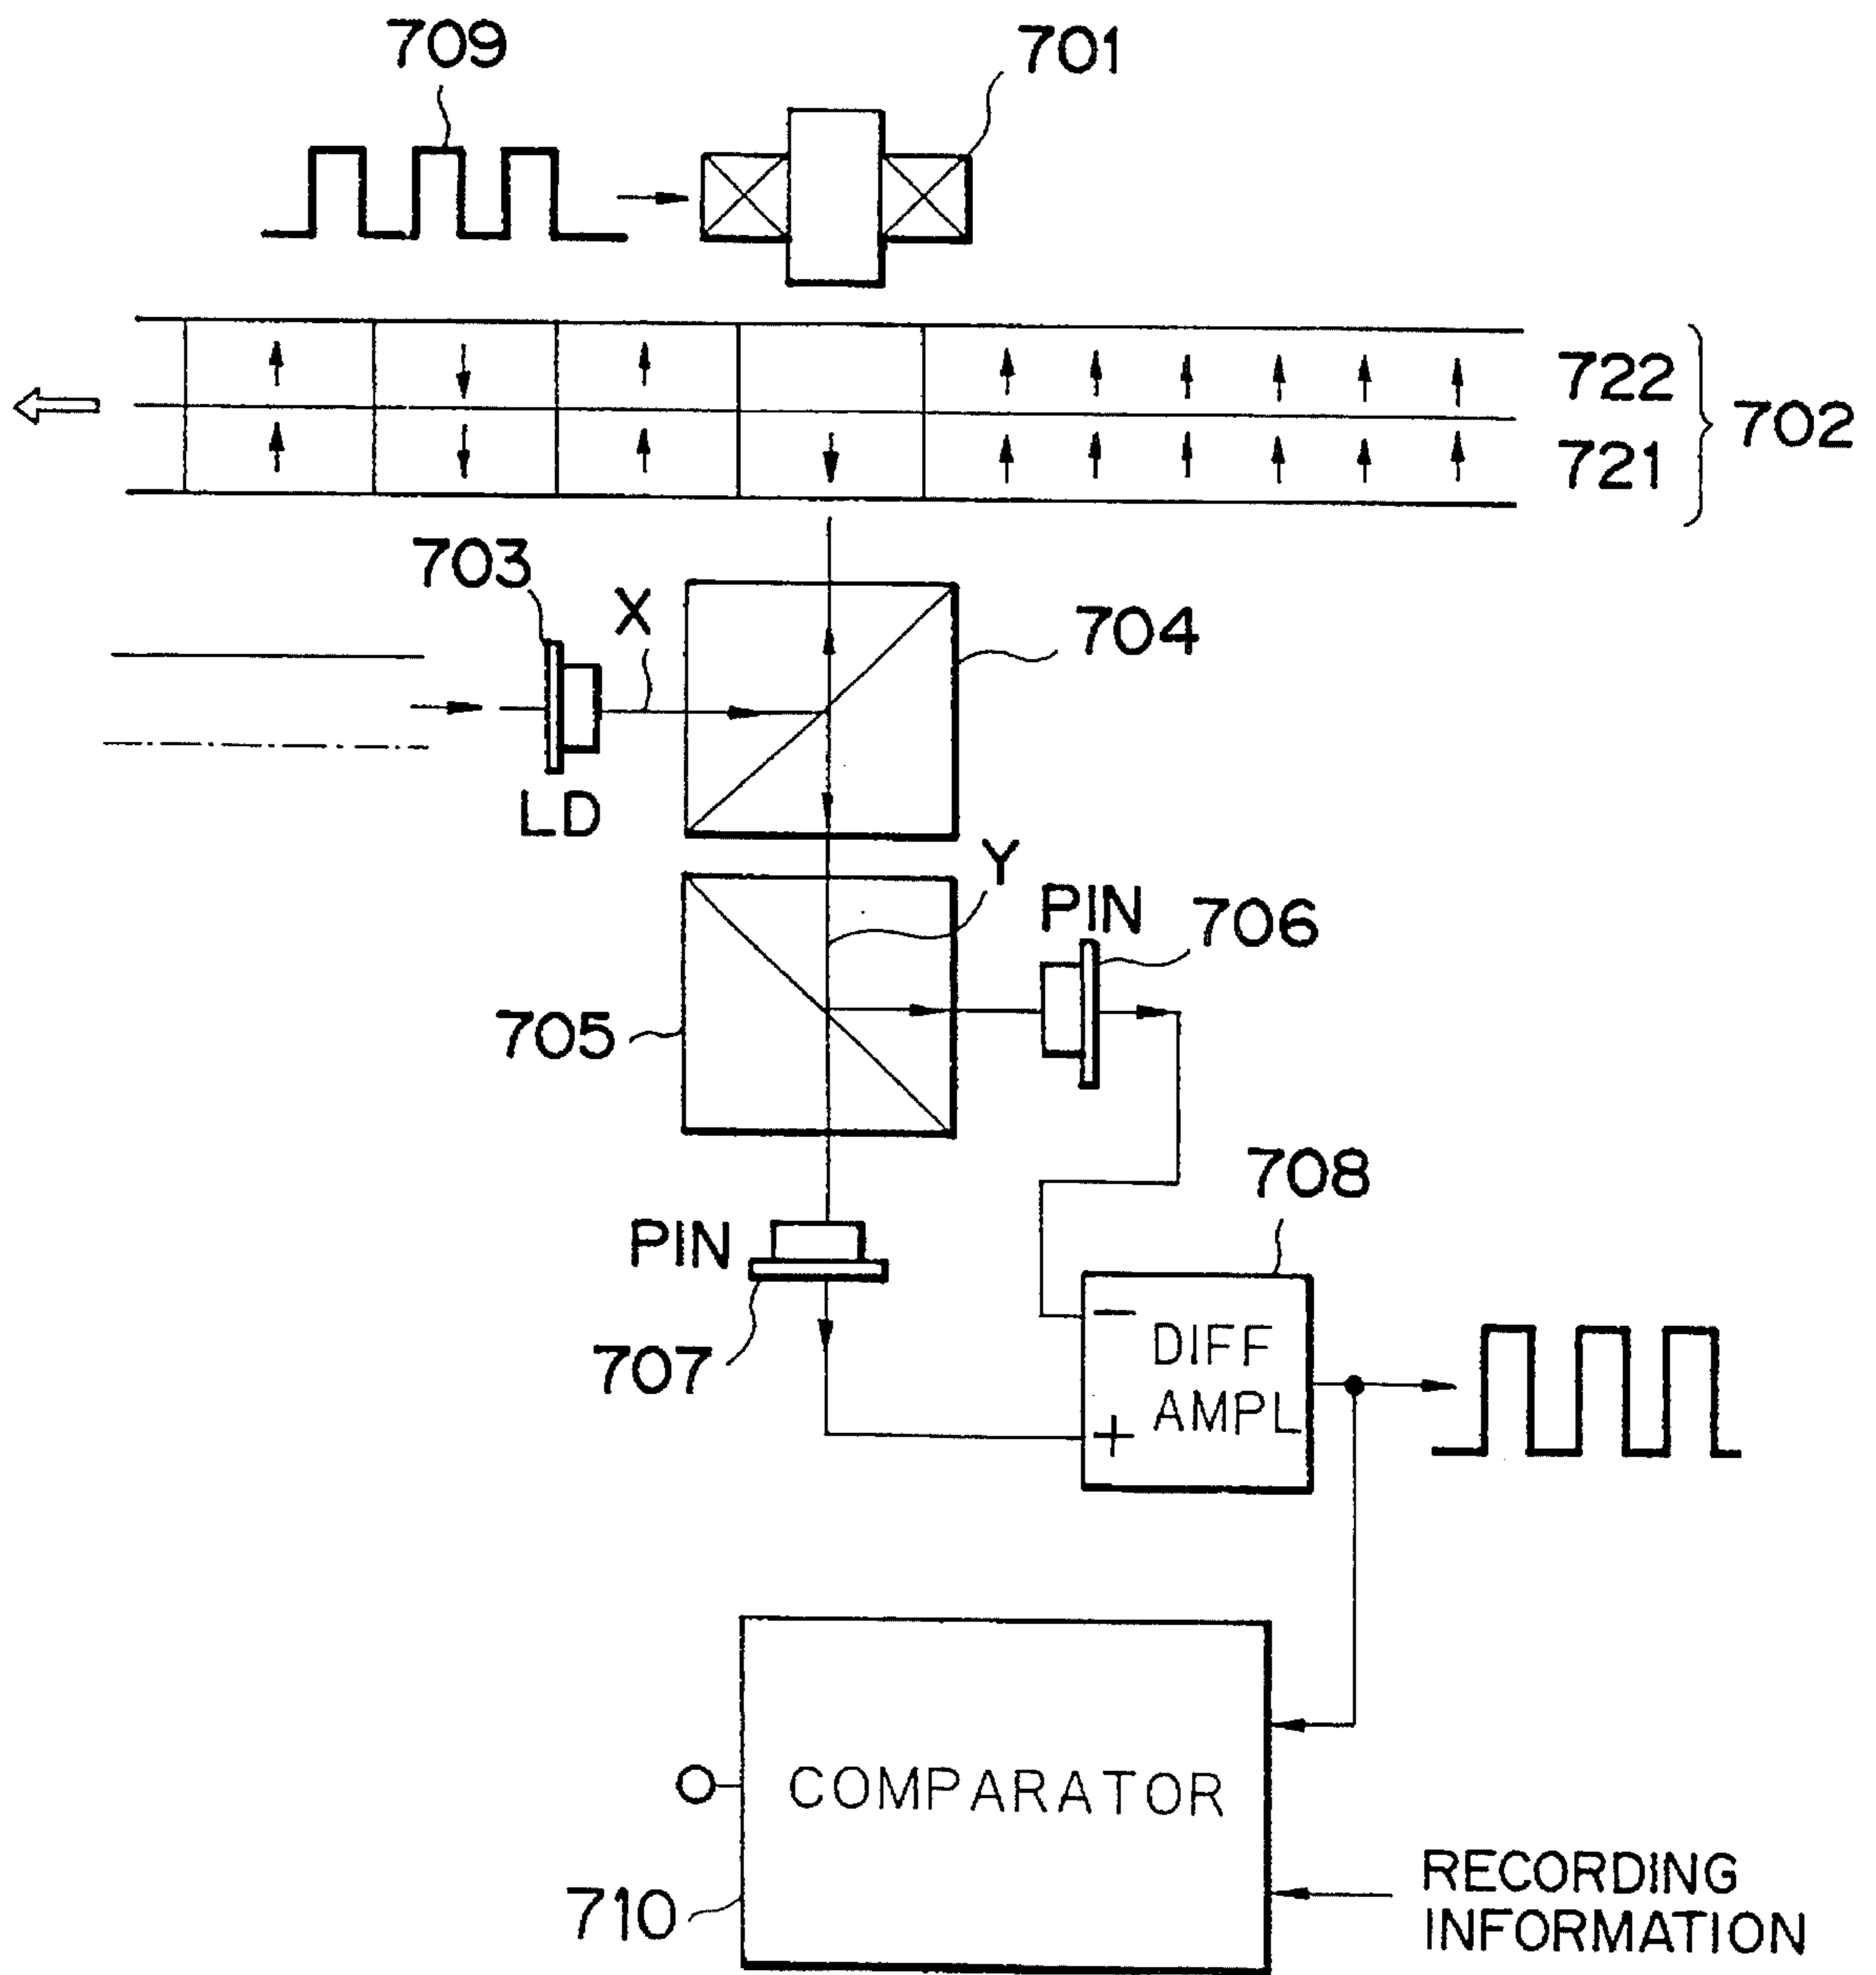 709
701
722
721
702
703
X
704
LD
Y
PIN
706
705
708
PIN
707
−
DIFF
AMPL
+
COMPARATOR
710
RECORDING
INFORMATION